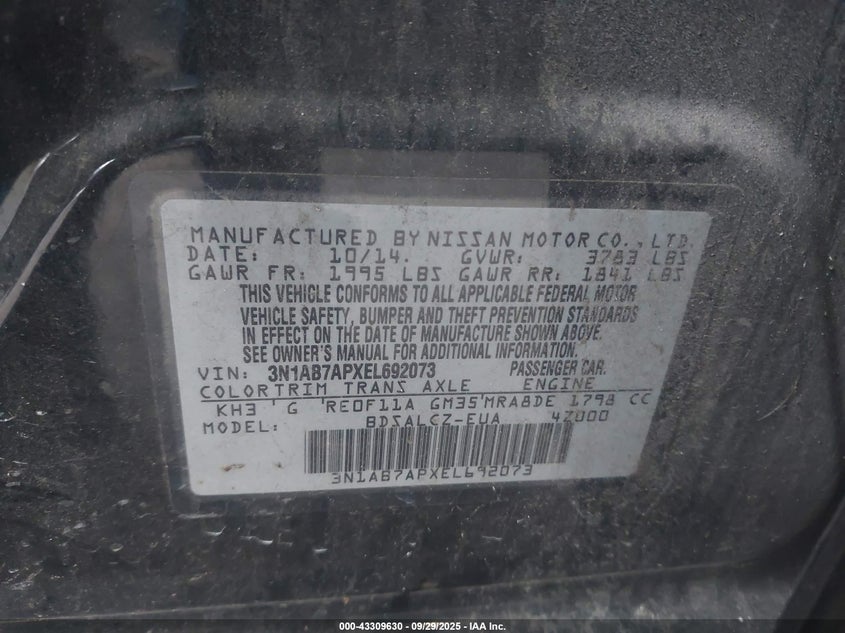 MANUFACTURED BY NISSAN MOTOR CO., LTD.
DATE: 10/14. GVWR: 3783 LBS
GAWR FR: 1995 LBS GAWR RR: 1841 LBS
THIS VEHICLE CONFORMS TO ALL APPLICABLE FEDERAL MOTOR
VEHICLE SAFETY, BUMPER AND THEFT PREVENTION STANDARDS
IN EFFECT ON THE DATE OF MANUFACTURE SHOWN ABOVE.
SEE OWNER'S MANUAL FOR ADDITIONAL INFORMATION.
VIN: 3N1AB7APXEL692073 PASSENGER CAR.
COLOR TRIM TRANS AXLE ENGINE
KH3 'G 'RE0F11A GM35'MRA8DE 1798 CC
MODEL: BDSALCZ-EUA 4Z000
3N1AB7APXEL692073
000-43309630 - 09/29/2025 - IAA Inc.